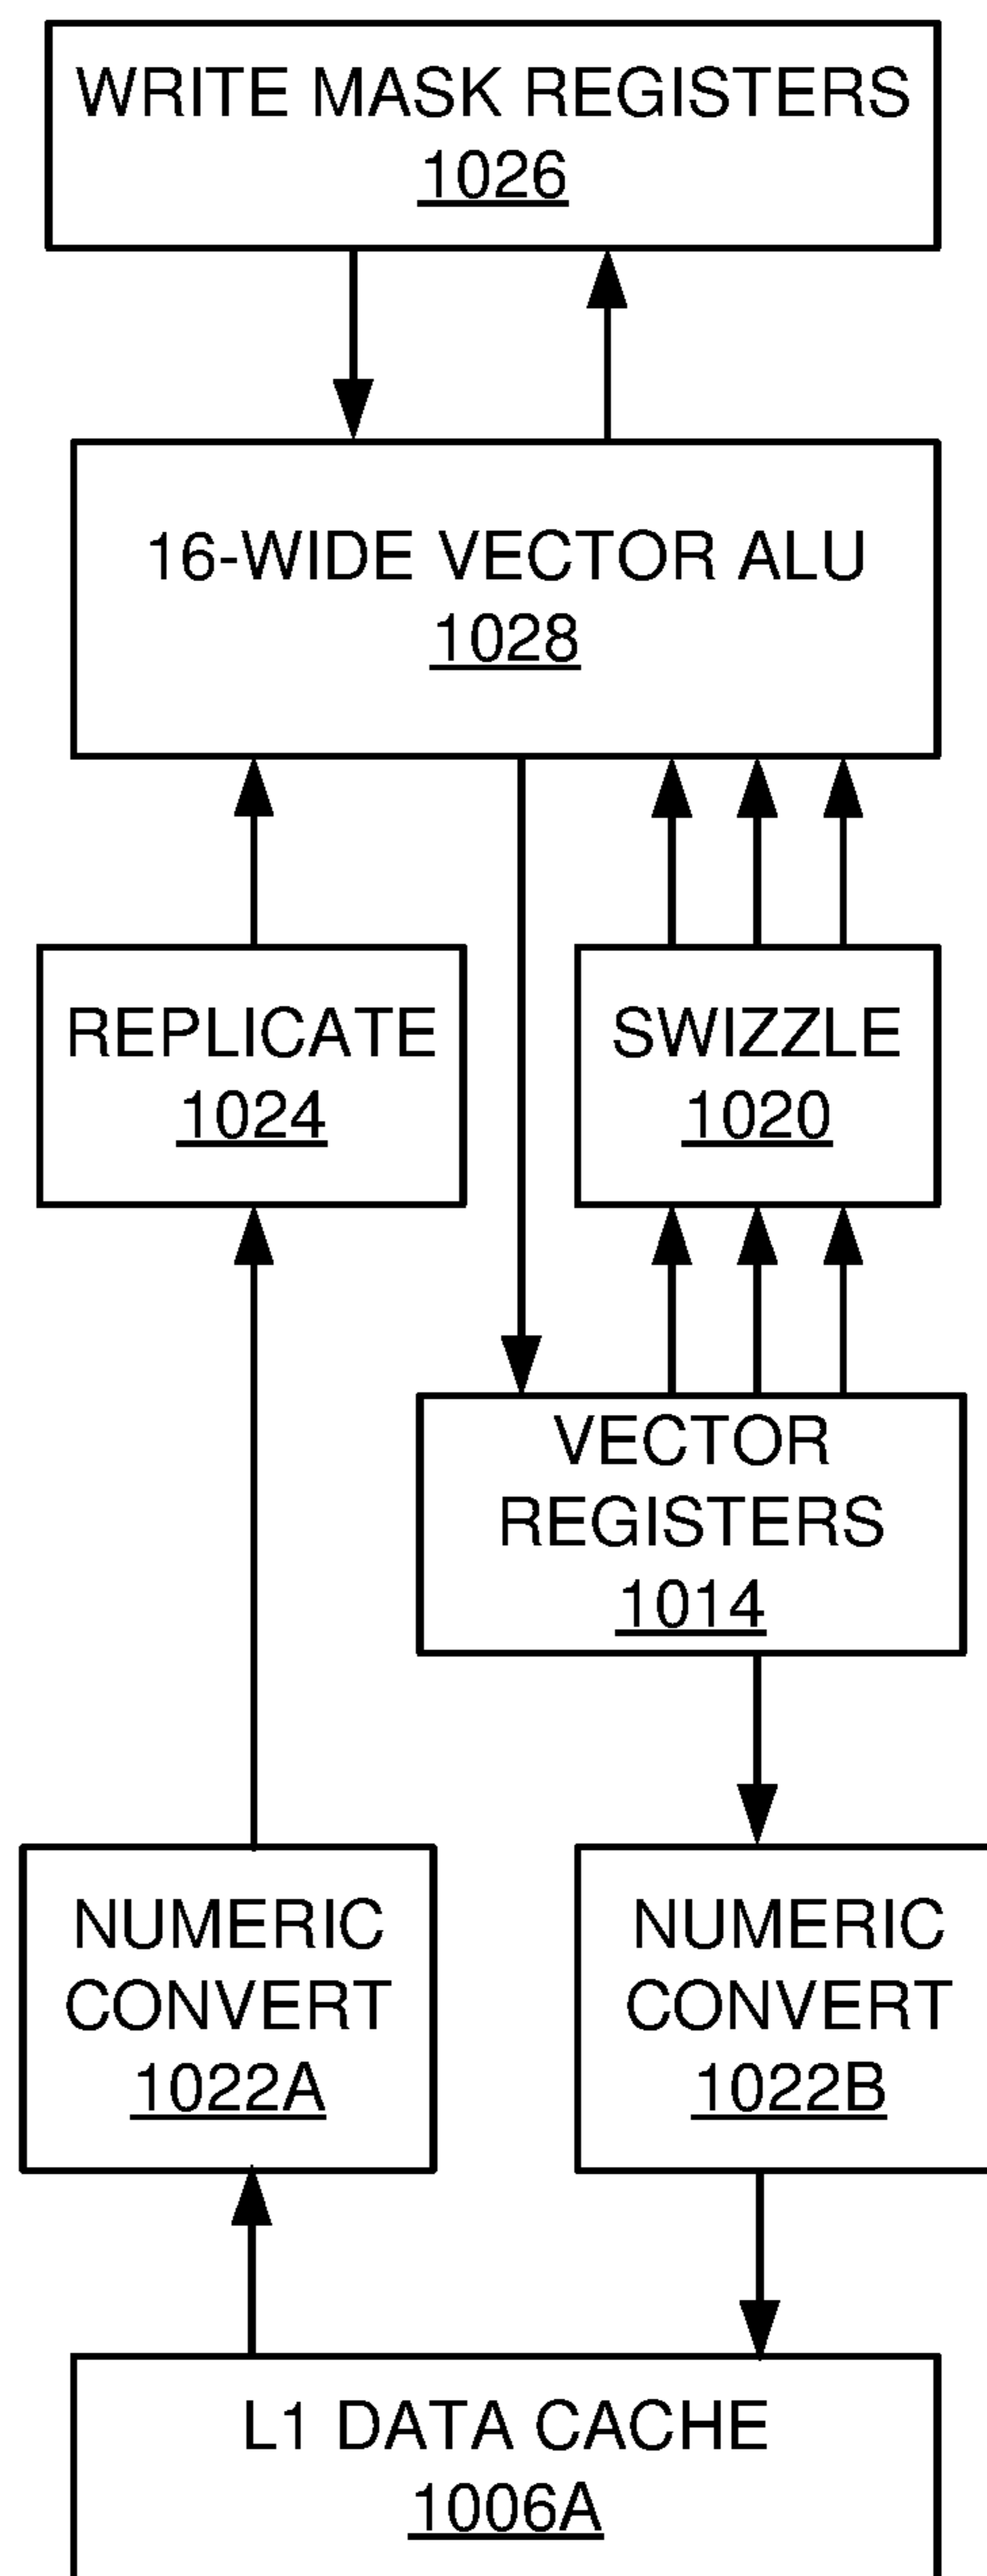 WRITE MASK REGISTERS
1026
16-WIDE VECTOR ALU
1028
REPLICATE
1024
SWIZZLE
1020
VECTOR
REGISTERS
1014
NUMERIC
CONVERT
1022A
NUMERIC
CONVERT
1022B
L1 DATA CACHE
1006A